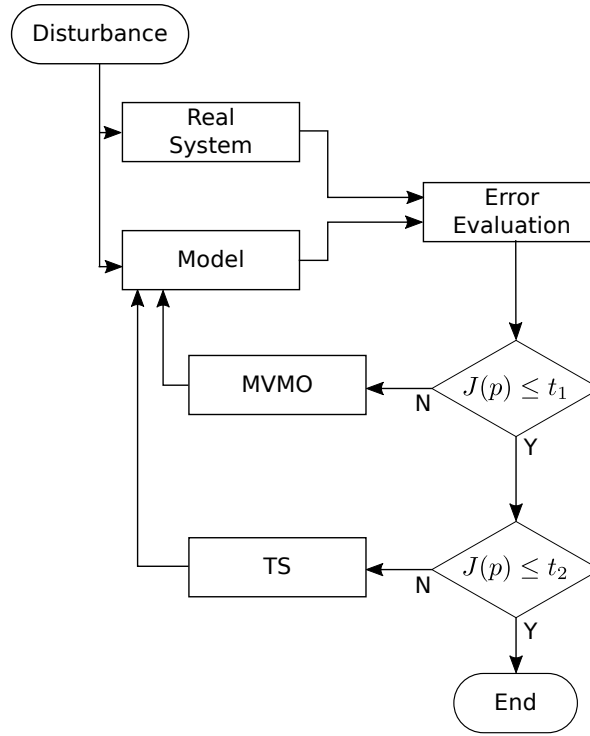 Disturbance
Real
System
Error
Evaluation
Model
MVMO
N
J(p) ≤ t₁
Y
TS
N
J(p) ≤ t₂
Y
End